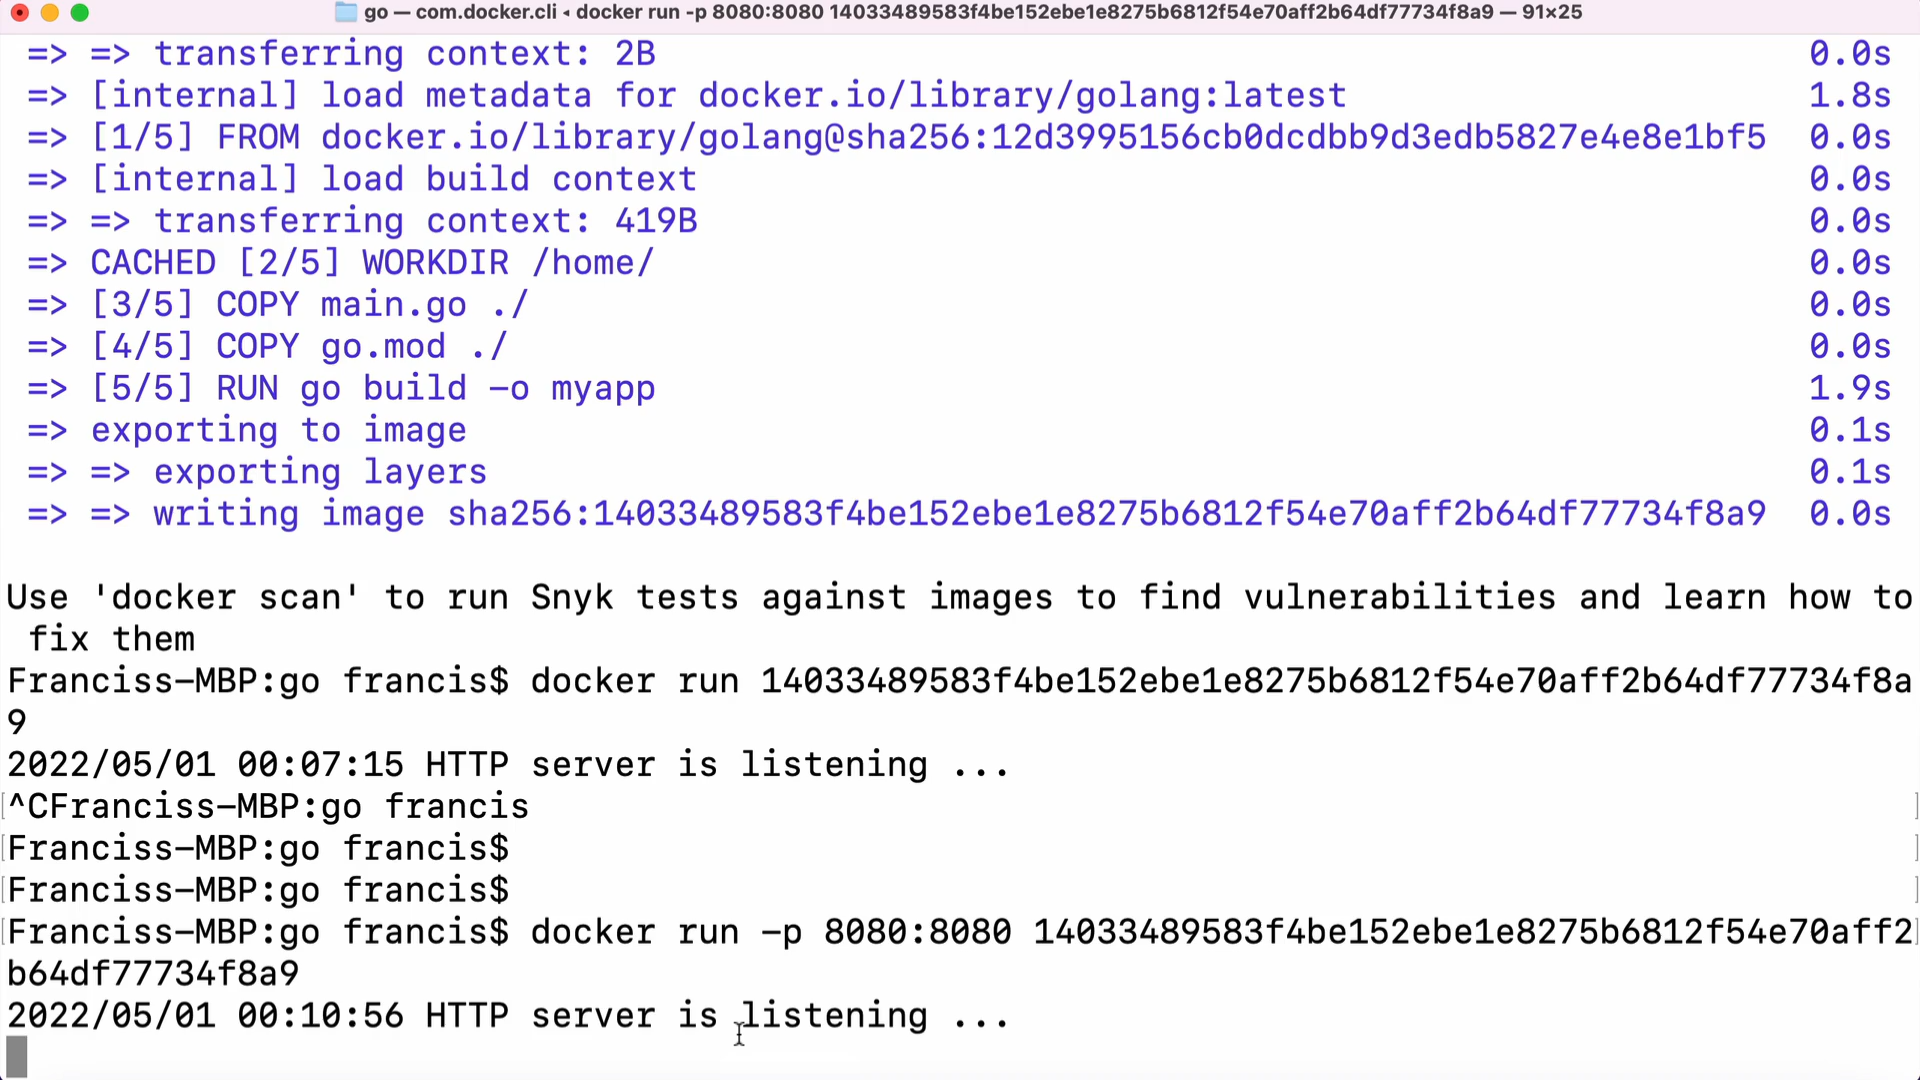 go — com.docker.cli ◂ docker run -p 8080:8080 14033489583f4be152ebe1e8275b6812f54e70aff2b64df77734f8a9 — 91×25
=> => transferring context: 2B 0.0s
=> [internal] load metadata for docker.io/library/golang:latest 1.8s
=> [1/5] FROM docker.io/library/golang@sha256:12d3995156cb0dcdbb9d3edb5827e4e8e1bf5 0.0s
=> [internal] load build context 0.0s
=> => transferring context: 419B 0.0s
=> CACHED [2/5] WORKDIR /home/ 0.0s
=> [3/5] COPY main.go ./ 0.0s
=> [4/5] COPY go.mod ./ 0.0s
=> [5/5] RUN go build -o myapp 1.9s
=> exporting to image 0.1s
=> => exporting layers 0.1s
=> => writing image sha256:14033489583f4be152ebe1e8275b6812f54e70aff2b64df77734f8a9 0.0s
Use 'docker scan' to run Snyk tests against images to find vulnerabilities and learn how to
fix them
Franciss-MBP:go francis$ docker run 14033489583f4be152ebe1e8275b6812f54e70aff2b64df77734f8a
9
2022/05/01 00:07:15 HTTP server is listening ...
[^CFranciss-MBP:go francis ]
[Franciss-MBP:go francis$ ]
[Franciss-MBP:go francis$ ]
[Franciss-MBP:go francis$ docker run -p 8080:8080 14033489583f4be152ebe1e8275b6812f54e70aff2]
b64df77734f8a9
2022/05/01 00:10:56 HTTP server is listening ...